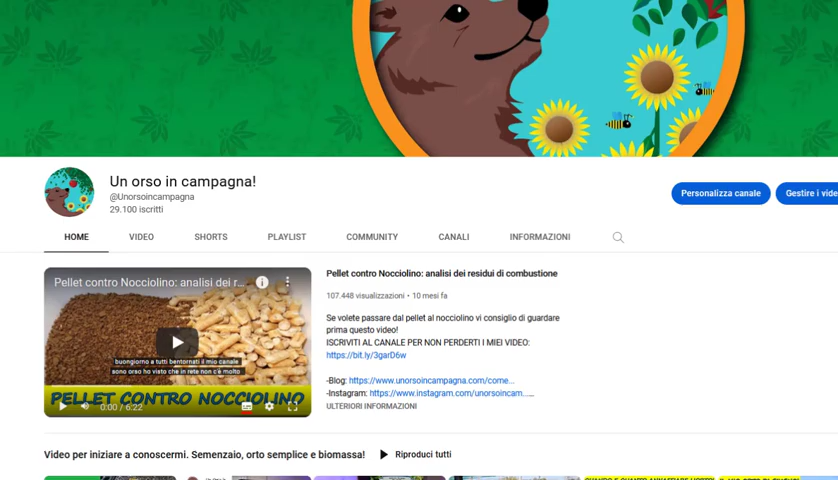 Un orso in campagna!
@Unorsoincampagna
29.100 iscritti
Personalizza canale
Gestire i vide
HOME
VIDEO
SHORTS
PLAYLIST
COMMUNITY
CANALI
INFORMAZIONI
Pellet contro Nocciolino: analisi dei r...
buongiorno a tutti bentornati il mio canale
sono orso ho visto che in rete non c'è molto
PELLET CONTRO NOCCIOLINO
0:00 / 6:22
Pellet contro Nocciolino: analisi dei residui di combustione
107.448 visualizzazioni • 10 mesi fa
Se volete passare dal pellet al nocciolino vi consiglio di guardare
prima questo video!
ISCRIVITI AL CANALE PER NON PERDERTI I MIEI VIDEO:
https://bit.ly/3garD6w
-Blog: https://www.unorsoincampagna.com/come...
-Instagram: https://www.instagram.com/unorsoincam......
ULTERIORI INFORMAZIONI
Video per iniziare a conoscermi. Semenzaio, orto semplice e biomassa!
Riproduci tutti